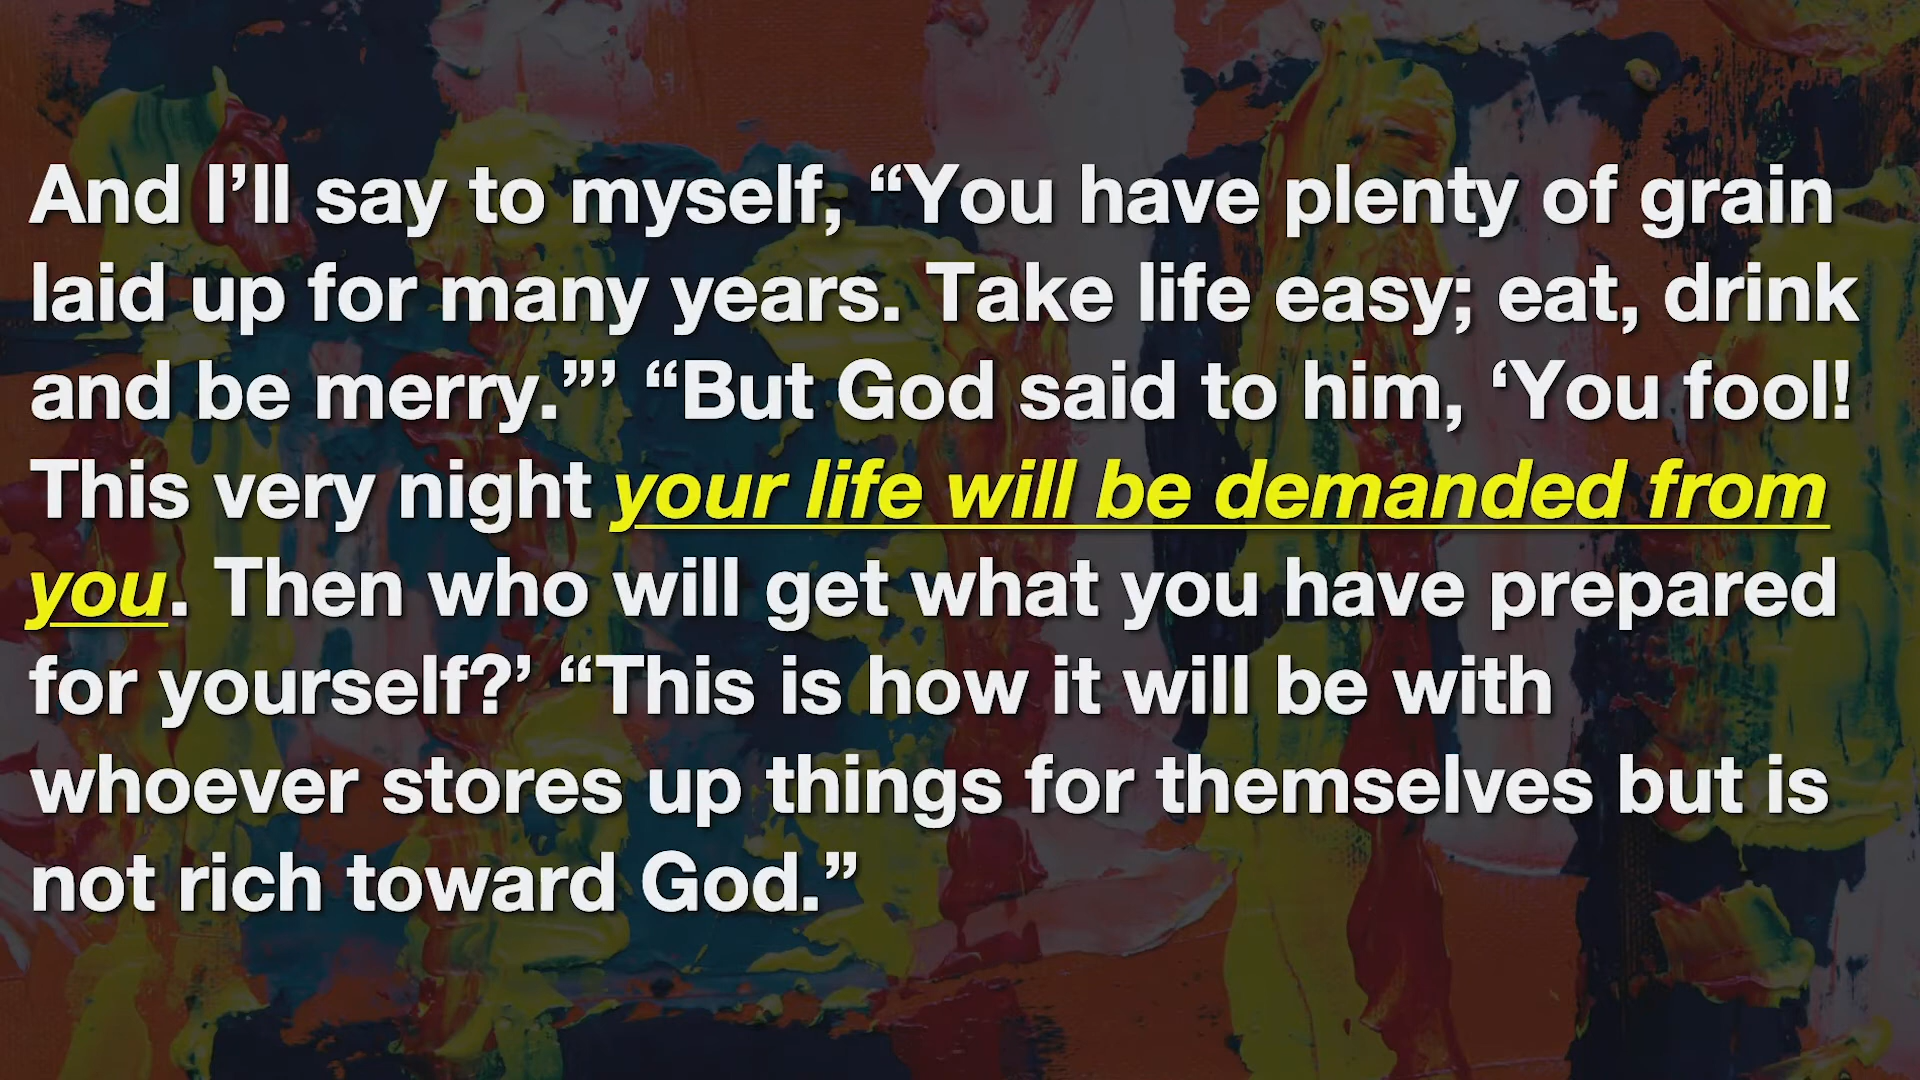 And I’ll say to myself, “You have plenty of grain
laid up for many years. Take life easy; eat, drink
and be merry.”’ “But God said to him, ‘You fool!
This very night your life will be demanded from
you. Then who will get what you have prepared
for yourself?’ “This is how it will be with
whoever stores up things for themselves but is
not rich toward God.”